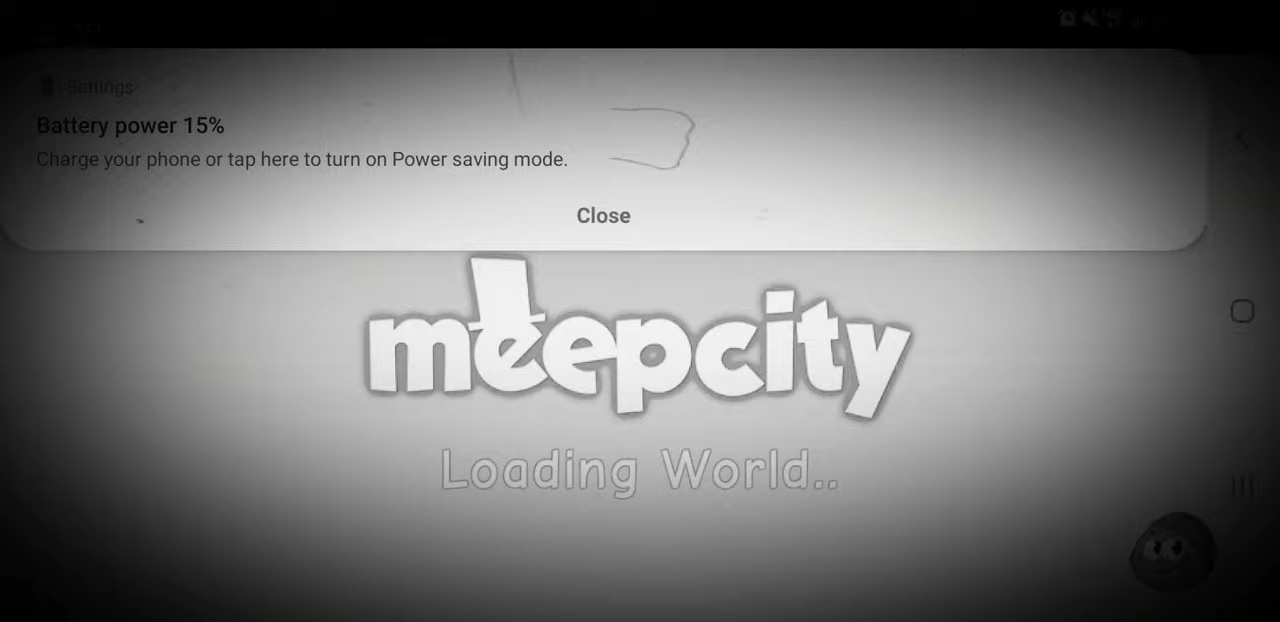 Settings
Battery power 15%
Charge your phone or tap here to turn on Power saving mode.
Close
meepcity
Loading World..